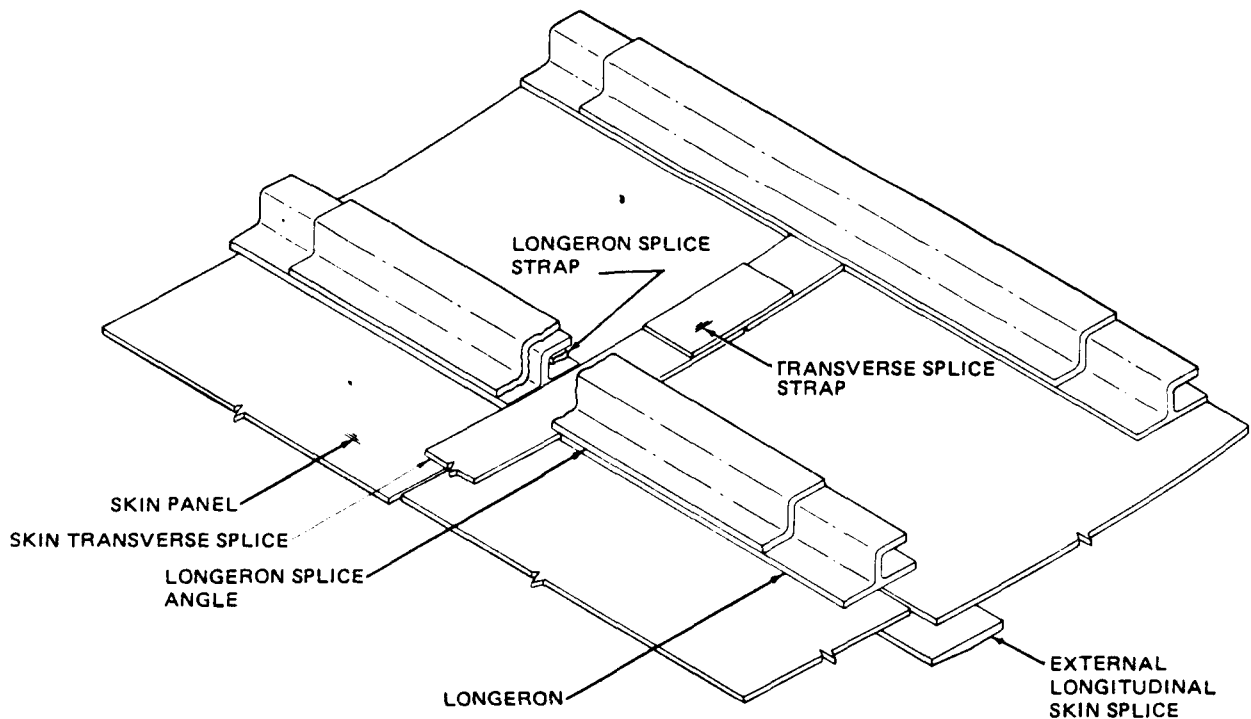 LONGERON SPLICE
STRAP
TRANSVERSE SPLICE
STRAP
SKIN PANEL
SKIN TRANSVERSE SPLICE
LONGERON SPLICE
ANGLE
LONGERON
EXTERNAL
LONGITUDINAL
SKIN SPLICE